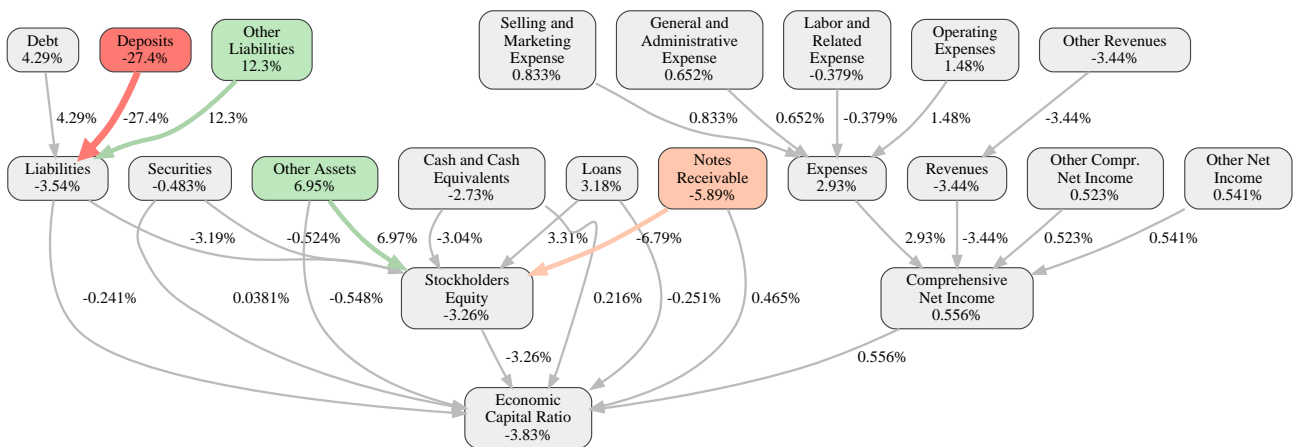 Debt
4.29%
Deposits
-27.4%
Other
Liabilities
12.3%
Selling and
Marketing
Expense
0.833%
General and
Administrative
Expense
0.652%
Labor and
Related
Expense
-0.379%
Operating
Expenses
1.48%
Other Revenues
-3.44%
4.29%
-27.4%
12.3%
0.833%
0.652%
-0.379%
1.48%
-3.44%
Liabilities
-3.54%
Securities
-0.483%
Other Assets
6.95%
Cash and Cash
Equivalents
-2.73%
Loans
3.18%
Notes
Receivable
-5.89%
Expenses
2.93%
Revenues
-3.44%
Other Compr.
Net Income
0.523%
Other Net
Income
0.541%
-3.19%
-0.524%
6.97%
-3.04%
3.31%
-6.79%
2.93%
-3.44%
0.523%
0.541%
-0.241%
0.0381%
-0.548%
Stockholders
Equity
-3.26%
0.216%
-0.251%
0.465%
Comprehensive
Net Income
0.556%
-3.26%
0.556%
Economic
Capital Ratio
-3.83%